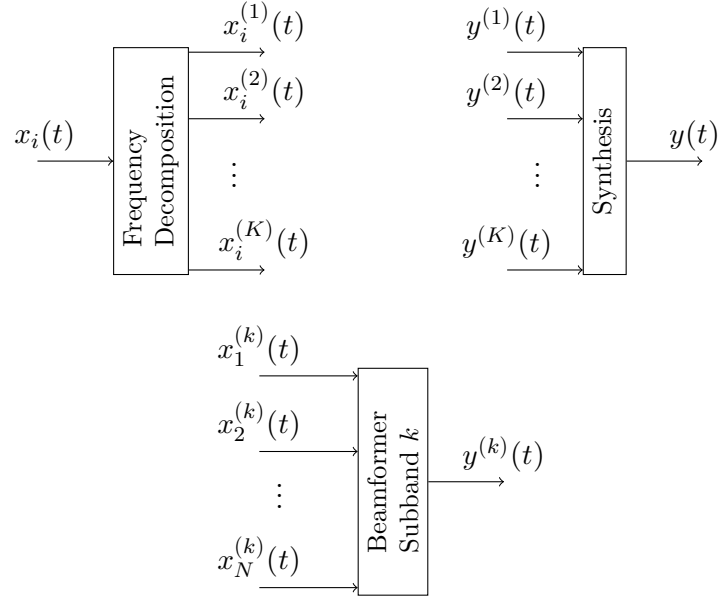 x_i(t)
Frequency
Decomposition
x_i^{(1)}(t)
x_i^{(2)}(t)
⋮
x_i^{(K)}(t)
y^{(1)}(t)
y^{(2)}(t)
⋮
y^{(K)}(t)
Synthesis
y(t)
x_1^{(k)}(t)
x_2^{(k)}(t)
⋮
x_N^{(k)}(t)
Beamformer
Subband k
y^{(k)}(t)